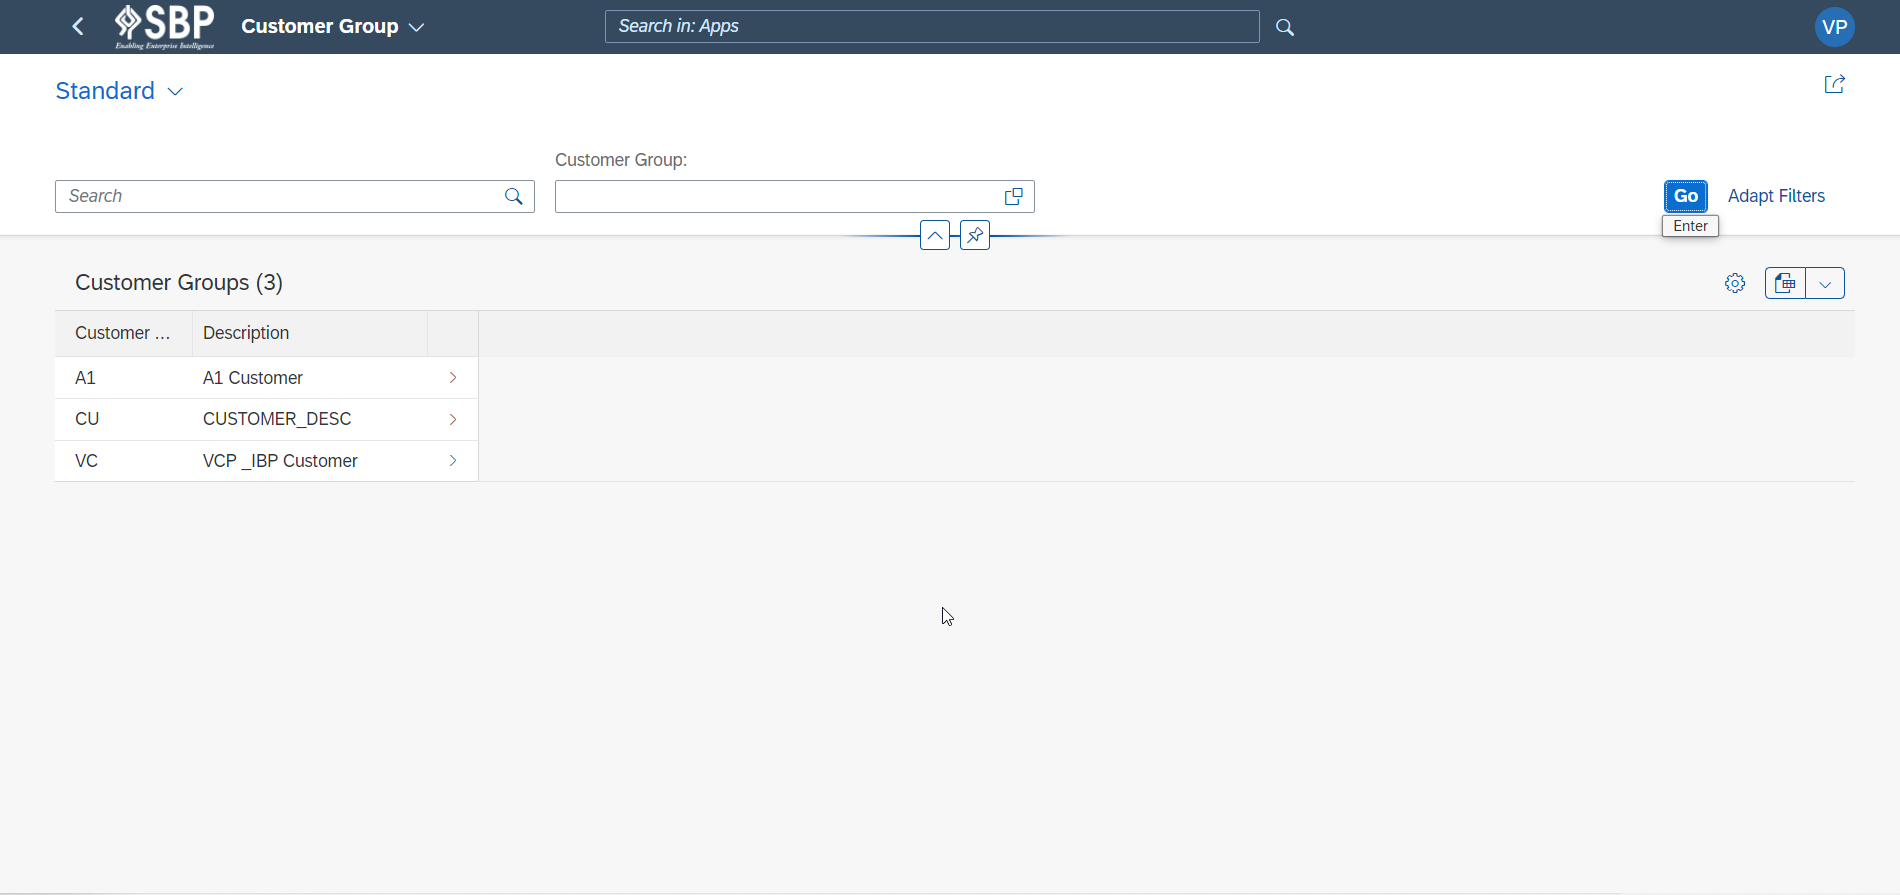 SBP
Enabling Enterprise Intelligence
Customer Group
Search in: Apps
VP
Standard
Customer Group:
Search
Go
Adapt Filters
Enter
Customer Groups (3)
Customer ... Description
A1 A1 Customer
CU CUSTOMER_DESC
VC VCP _IBP Customer